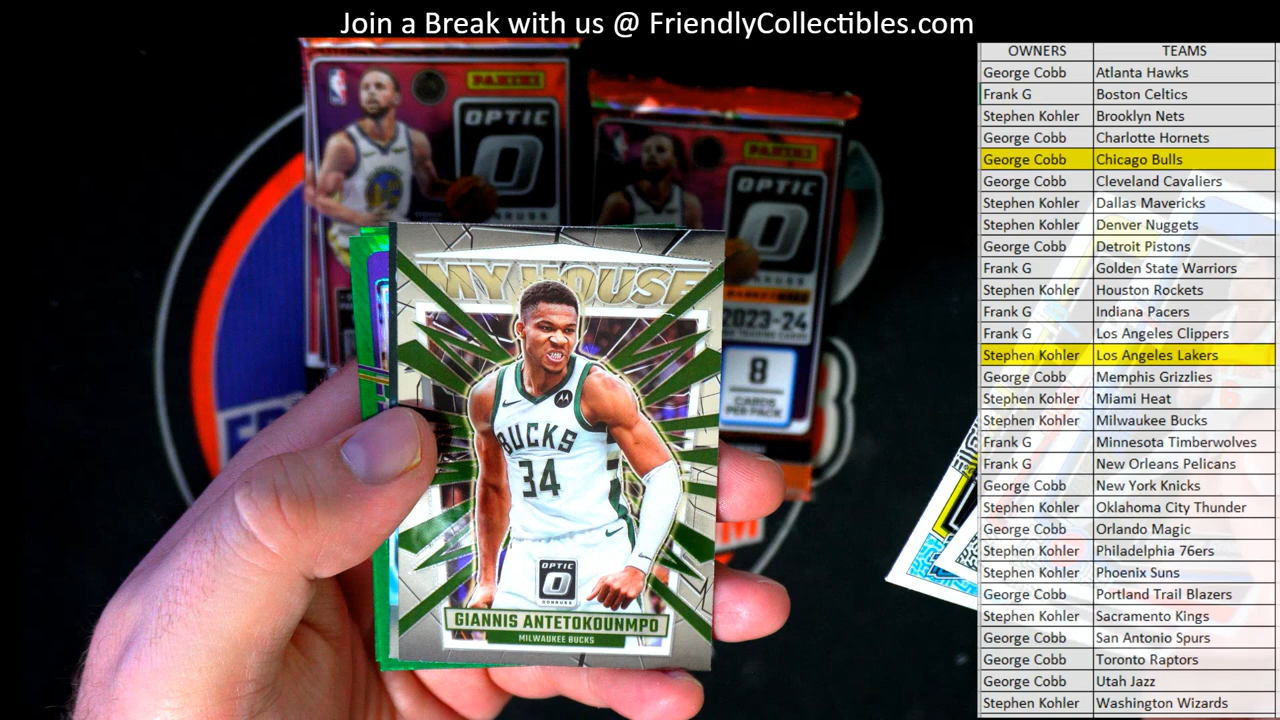 Join a Break with us @ FriendlyCollectibles.com
OWNERS TEAMS
George Cobb Atlanta Hawks
Frank G Boston Celtics
Stephen Kohler Brooklyn Nets
George Cobb Charlotte Hornets
George Cobb Chicago Bulls
George Cobb Cleveland Cavaliers
Stephen Kohler Dallas Mavericks
Stephen Kohler Denver Nuggets
George Cobb Detroit Pistons
Frank G Golden State Warriors
Stephen Kohler Houston Rockets
Frank G Indiana Pacers
Frank G Los Angeles Clippers
Stephen Kohler Los Angeles Lakers
George Cobb Memphis Grizzlies
Stephen Kohler Miami Heat
Stephen Kohler Milwaukee Bucks
Frank G Minnesota Timberwolves
Frank G New Orleans Pelicans
George Cobb New York Knicks
Stephen Kohler Oklahoma City Thunder
George Cobb Orlando Magic
Stephen Kohler Philadelphia 76ers
Stephen Kohler Phoenix Suns
George Cobb Portland Trail Blazers
Stephen Kohler Sacramento Kings
George Cobb San Antonio Spurs
George Cobb Toronto Raptors
George Cobb Utah Jazz
Stephen Kohler Washington Wizards
PANINI
OPTIC
DONRUSS
PANINI
OPTIC
2023-24
8
CARDS
PER PACK
MY HOUSE
BUCKS
34
OPTIC
DONRUSS
GIANNIS ANTETOKOUNMPO
MILWAUKEE BUCKS